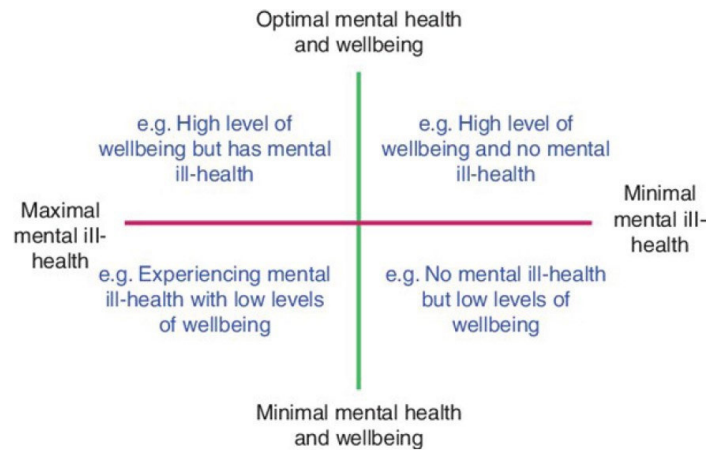 Optimal mental health
and wellbeing
e.g. High level of
wellbeing but has mental
ill-health
e.g. High level of
wellbeing and no mental
ill-health
Maximal
mental ill-
health
Minimal
mental ill-
health
e.g. Experiencing mental
ill-health with low levels
of wellbeing
e.g. No mental ill-health
but low levels of
wellbeing
Minimal mental health
and wellbeing